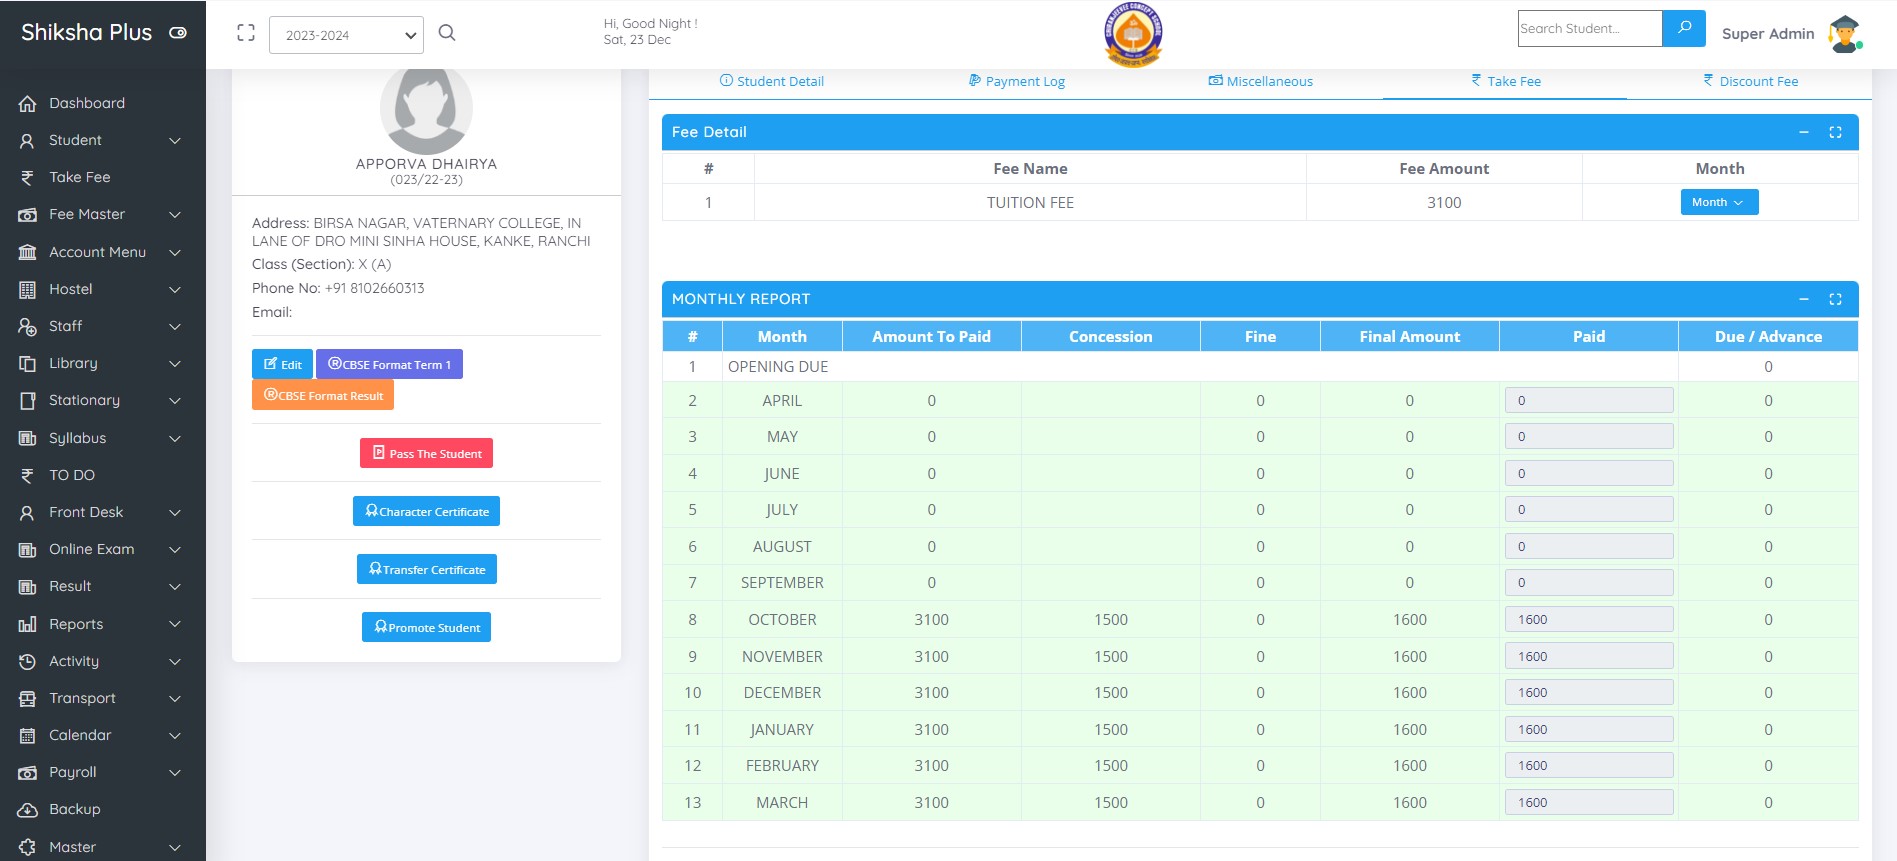 Shiksha Plus
2023-2024
Hi, Good Night !
Sat, 23 Dec
Search Student...
Super Admin
Dashboard
Student
Take Fee
Fee Master
Account Menu
Hostel
Staff
Library
Stationary
Syllabus
TO DO
Front Desk
Online Exam
Result
Reports
Activity
Transport
Calendar
Payroll
Backup
Master
APPORVA DHAIRYA
(023/22-23)
Address: BIRSA NAGAR, VATERNARY COLLEGE, IN
LANE OF DRO MINI SINHA HOUSE, KANKE, RANCHI
Class (Section): X (A)
Phone No: +91 8102660313
Email:
Edit ®CBSE Format Term 1
®CBSE Format Result
Pass The Student
Character Certificate
Transfer Certificate
Promote Student
Student Detail Payment Log Miscellaneous ₹ Take Fee ₹ Discount Fee
Fee Detail
# Fee Name Fee Amount Month
1 TUITION FEE 3100 Month
MONTHLY REPORT
# Month Amount To Paid Concession Fine Final Amount Paid Due / Advance
1 OPENING DUE 0
2 APRIL 0 0 0 0 0
3 MAY 0 0 0 0 0
4 JUNE 0 0 0 0 0
5 JULY 0 0 0 0 0
6 AUGUST 0 0 0 0 0
7 SEPTEMBER 0 0 0 0 0
8 OCTOBER 3100 1500 0 1600 1600 0
9 NOVEMBER 3100 1500 0 1600 1600 0
10 DECEMBER 3100 1500 0 1600 1600 0
11 JANUARY 3100 1500 0 1600 1600 0
12 FEBRUARY 3100 1500 0 1600 1600 0
13 MARCH 3100 1500 0 1600 1600 0